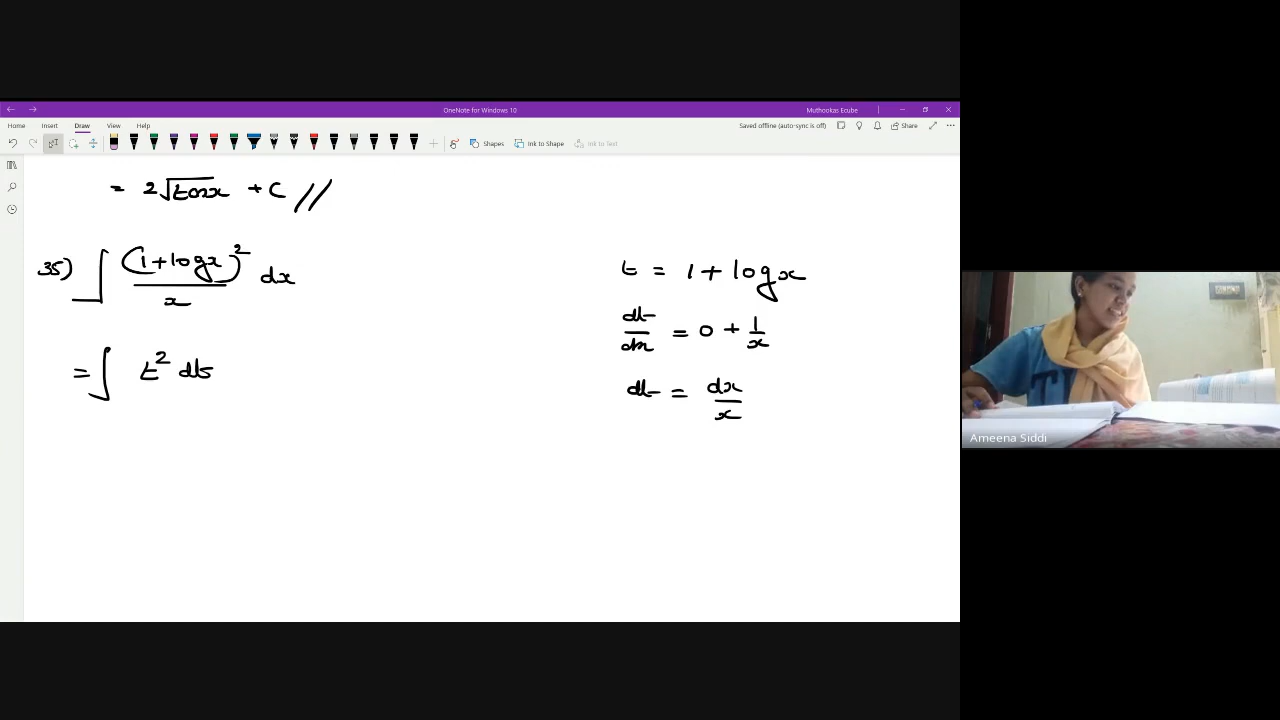 OneNote for Windows 10
Muthookas Ecube
Home Insert Draw View Help
Saved offline (auto-sync is off)
Share
Shapes
Ink to Shape
Ink to Text
= 2√tanx + C //
35) ∫ (1+logx)² / x dx
t = 1 + logx
dt/dx = 0 + 1/x
= ∫ t² dt
dt = dx/x
Ameena Siddi